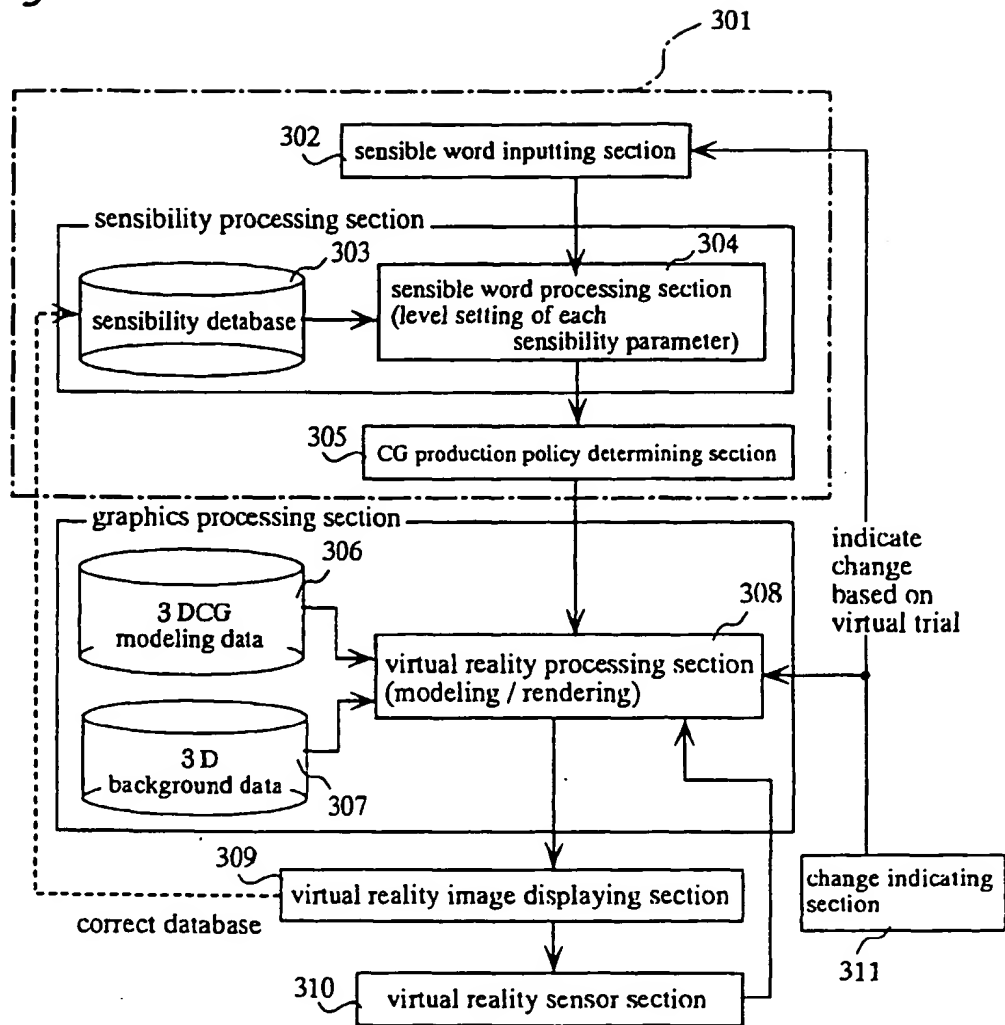 301
302
sensible word inputting section
sensibility processing section
303
304
sensibility detabase
sensible word processing section
(level setting of each
sensibility parameter)
305
CG production policy determining section
graphics processing section
306
3 DCG
modeling data
308
indicate
change
based on
virtual trial
virtual reality processing section
(modeling / rendering)
3 D
background data
307
309
virtual reality image displaying section
change indicating
section
311
correct database
310
virtual reality sensor section